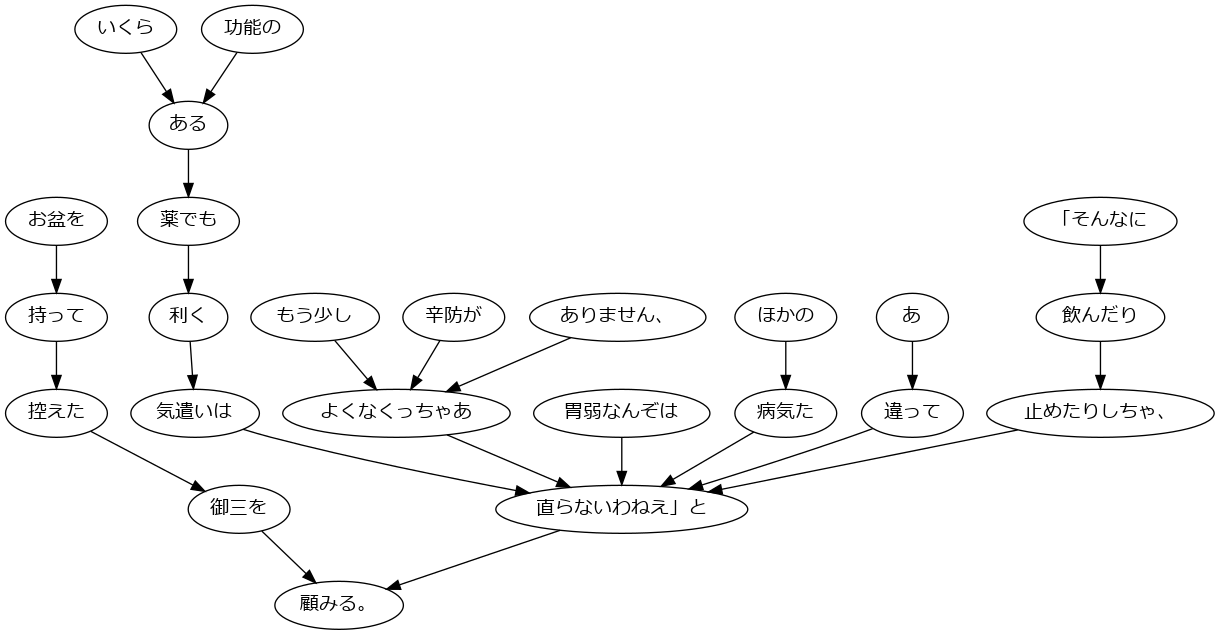 いくら
功能の
ある
お盆を
薬でも
「そんなに
持って
利く
もう少し
辛防が
ありません、
ほかの
あ
飲んだり
控えた
気遣いは
よくなくっちゃあ
胃弱なんぞは
病気た
違って
止めたりしちゃ、
御三を
直らないわねえ」と
顧みる。